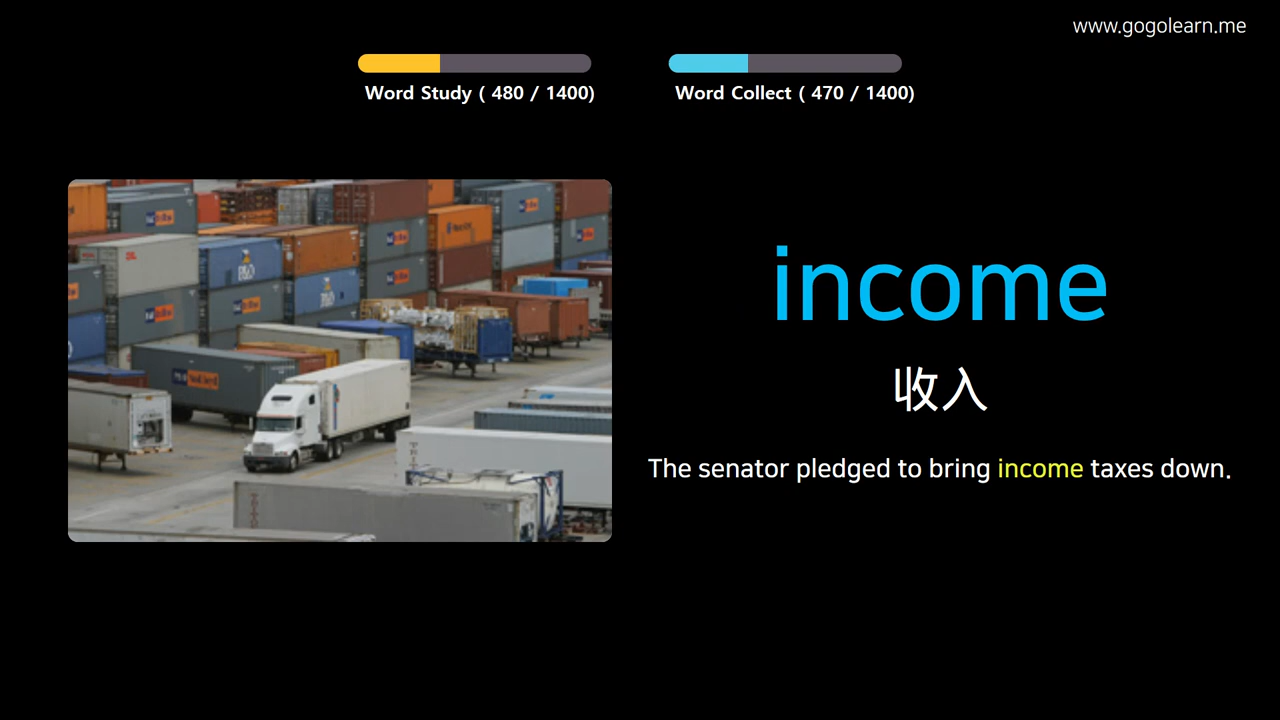 www.gogolearn.me
Word Study ( 480 / 1400)
Word Collect ( 470 / 1400)
income
收入
The senator pledged to bring income taxes down.
P&O
P&O